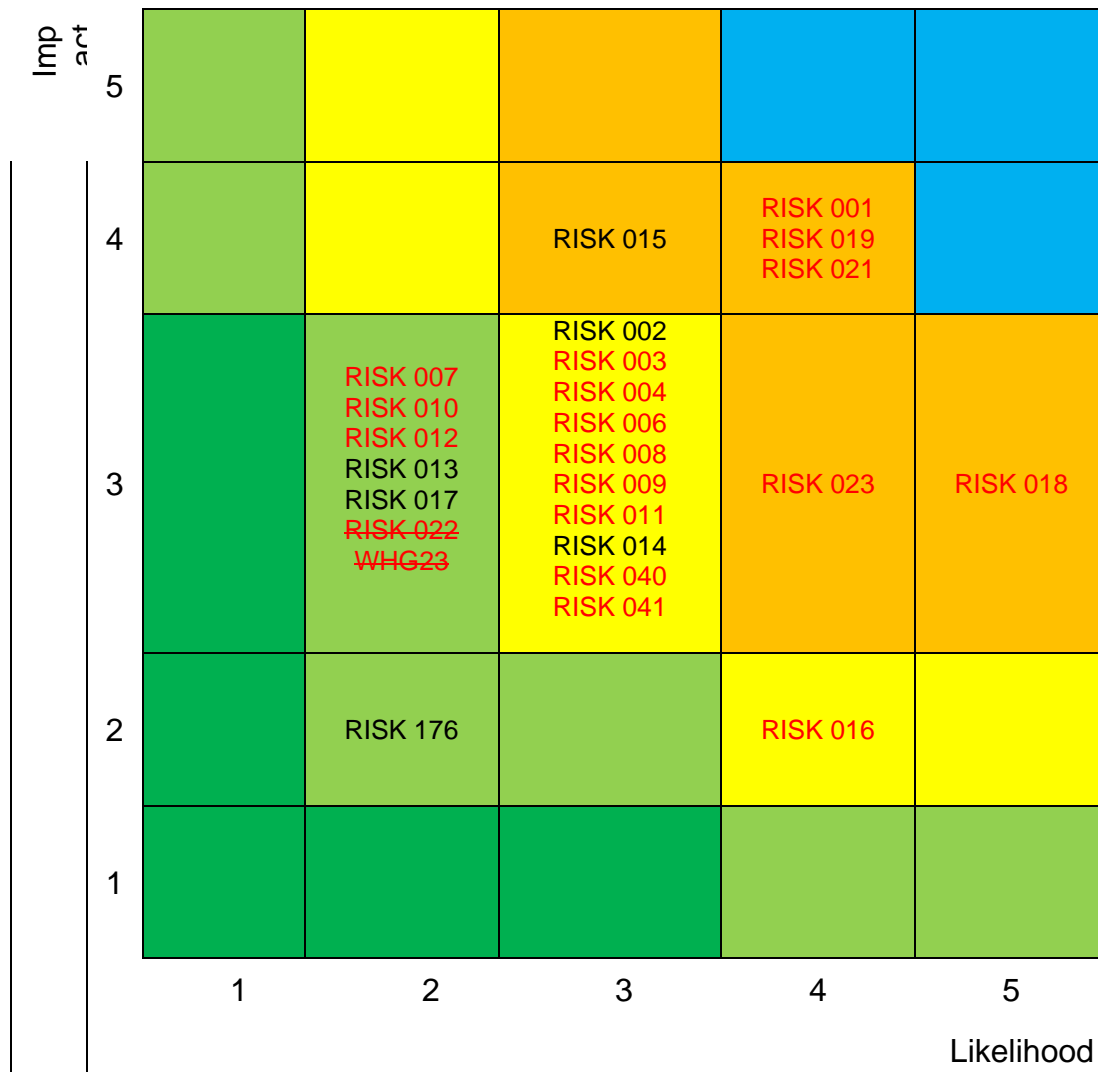 Imp
act
5
4
RISK 015
RISK 001
RISK 019
RISK 021
3
RISK 007
RISK 010
RISK 012
RISK 013
RISK 017
RISK 022
WHG23
RISK 002
RISK 003
RISK 004
RISK 006
RISK 008
RISK 009
RISK 011
RISK 014
RISK 040
RISK 041
RISK 023
RISK 018
2
RISK 176
RISK 016
1
1 2 3 4 5
Likelihood